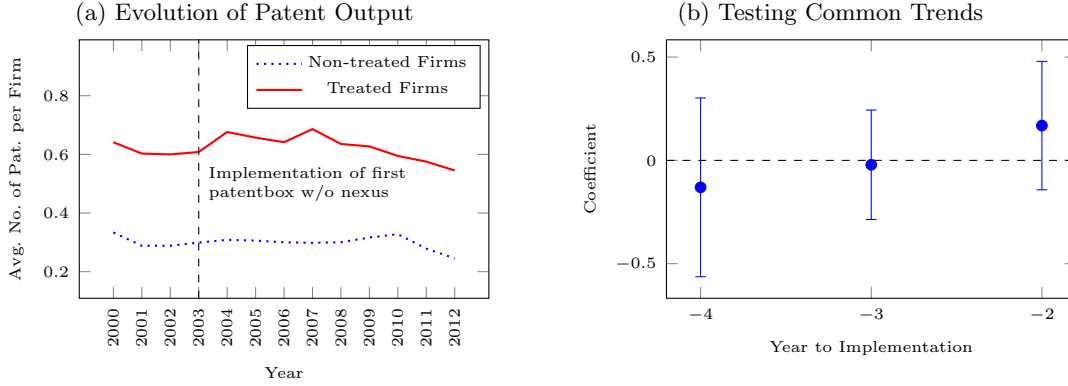 (a) Evolution of Patent Output
Avg. No. of Pat. per Firm
0.8
0.6
0.4
0.2
Non-treated Firms
Treated Firms
Implementation of first
patentbox w/o nexus
2000
2001
2002
2003
2004
2005
2006
2007
2008
2009
2010
2011
2012
Year
(b) Testing Common Trends
Coefficient
0.5
0
−0.5
−4
−3
−2
Year to Implementation